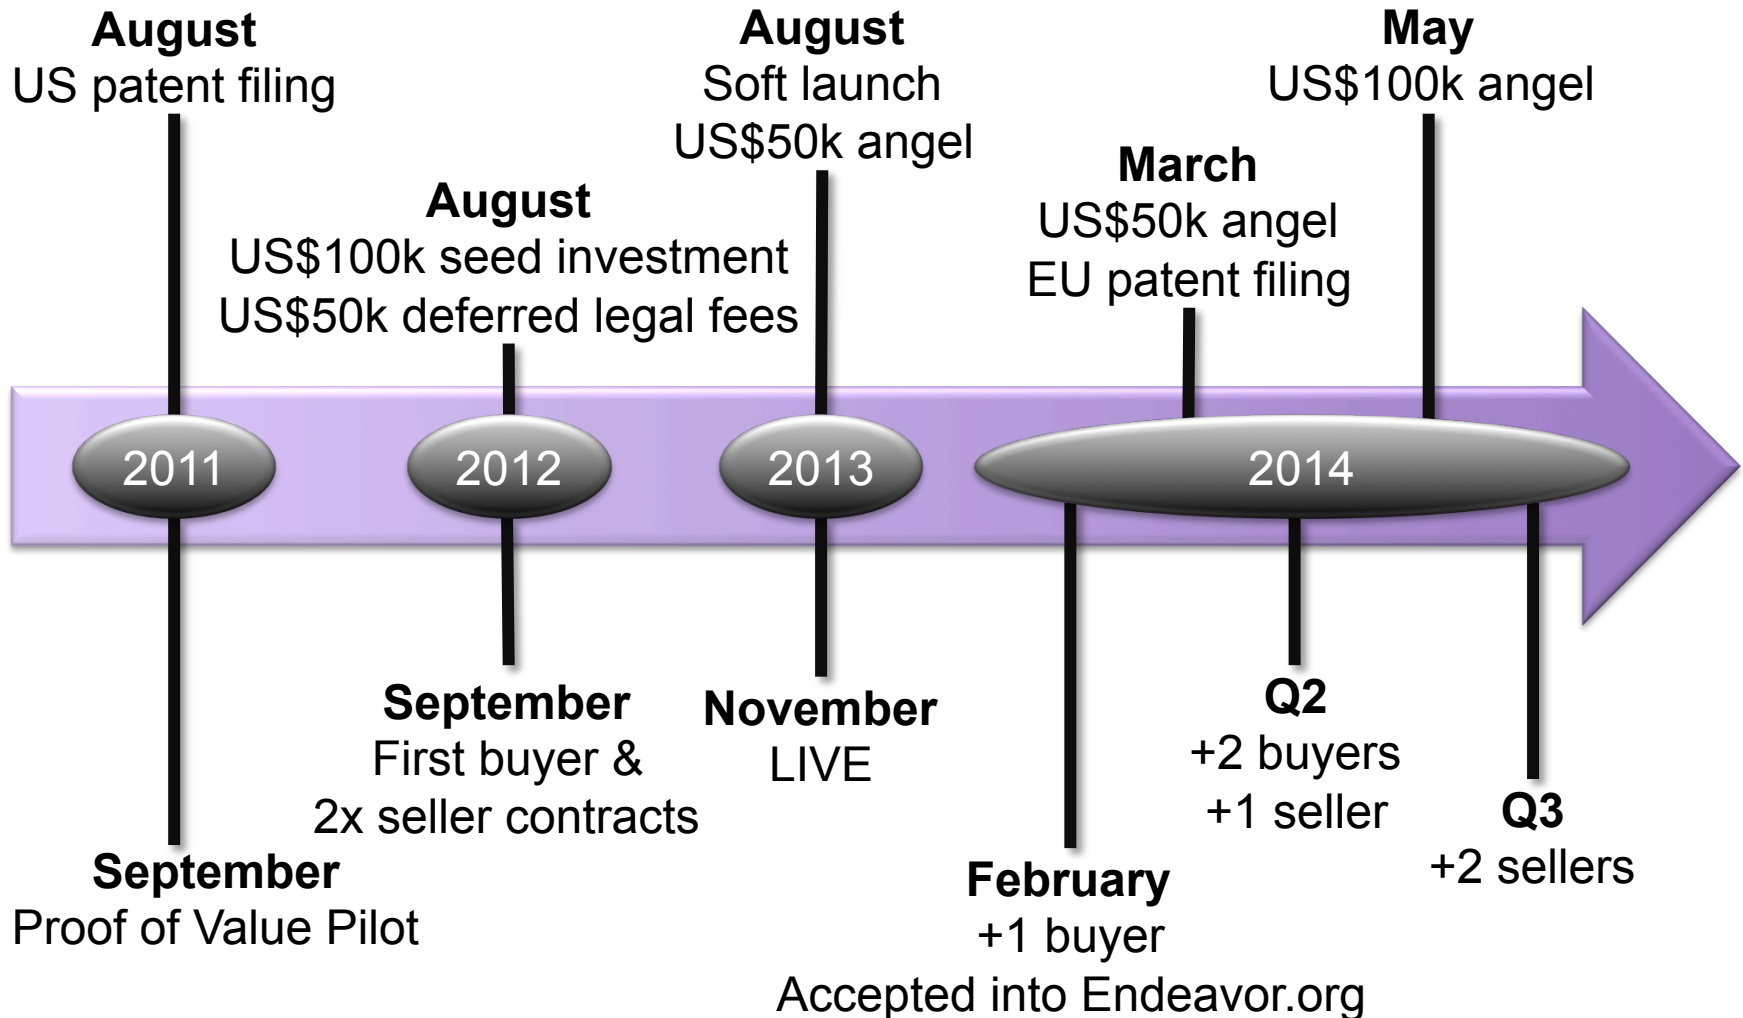 August
US patent filing
August
US$100k seed investment
US$50k deferred legal fees
August
Soft launch
US$50k angel
March
US$50k angel
EU patent filing
May
US$100k angel
2011
2012
2013
2014
September
Proof of Value Pilot
September
First buyer &
2x seller contracts
November
LIVE
February
+1 buyer
Accepted into Endeavor.org
Q2
+2 buyers
+1 seller
Q3
+2 sellers